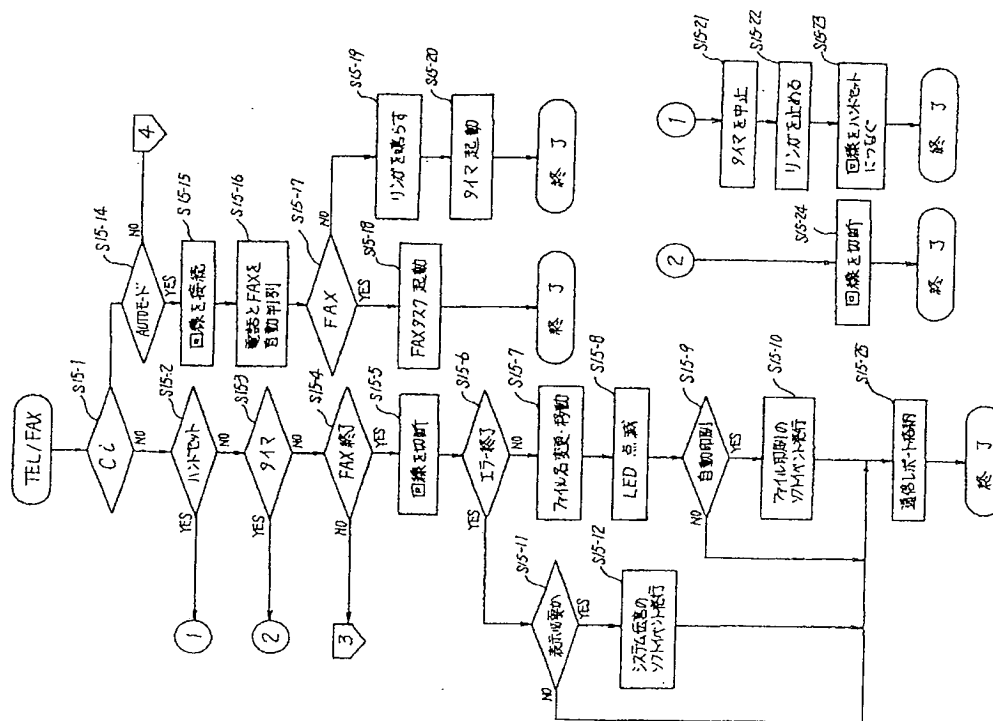 TEL/FAX
S15-1
Ci
NO
S15-2
ハンドセット
YES
1
NO
S15-3
タイマ
YES
2
NO
S15-4
FAX終了
NO
3
YES
S15-5
回線を切断
S15-6
エラー終了
YES
NO
S15-7
ファイル名変更・移動
S15-8
LED 点滅
S15-9
自動印刷
NO
YES
S15-10
ファイル印刷の
ソフトイベント発行
S15-11
表示必要か
NO
YES
S15-12
システム伝言の
ソフトイベント発行
S15-25
通信レポート格納
終 了
S15-14
AUTOモード
NO
4
YES
S15-15
回線を接続
S15-16
電話とFAXを
自動判別
S15-17
FAX
NO
YES
S15-18
FAXタスク起動
終 了
S15-19
リンガを鳴らす
S15-20
タイマ起動
終 了
1
S15-21
タイマを中止
S15-22
リンガを止める
S15-23
回線をハンドセット
につなぐ
終 了
2
S15-24
回線を切断
終 了